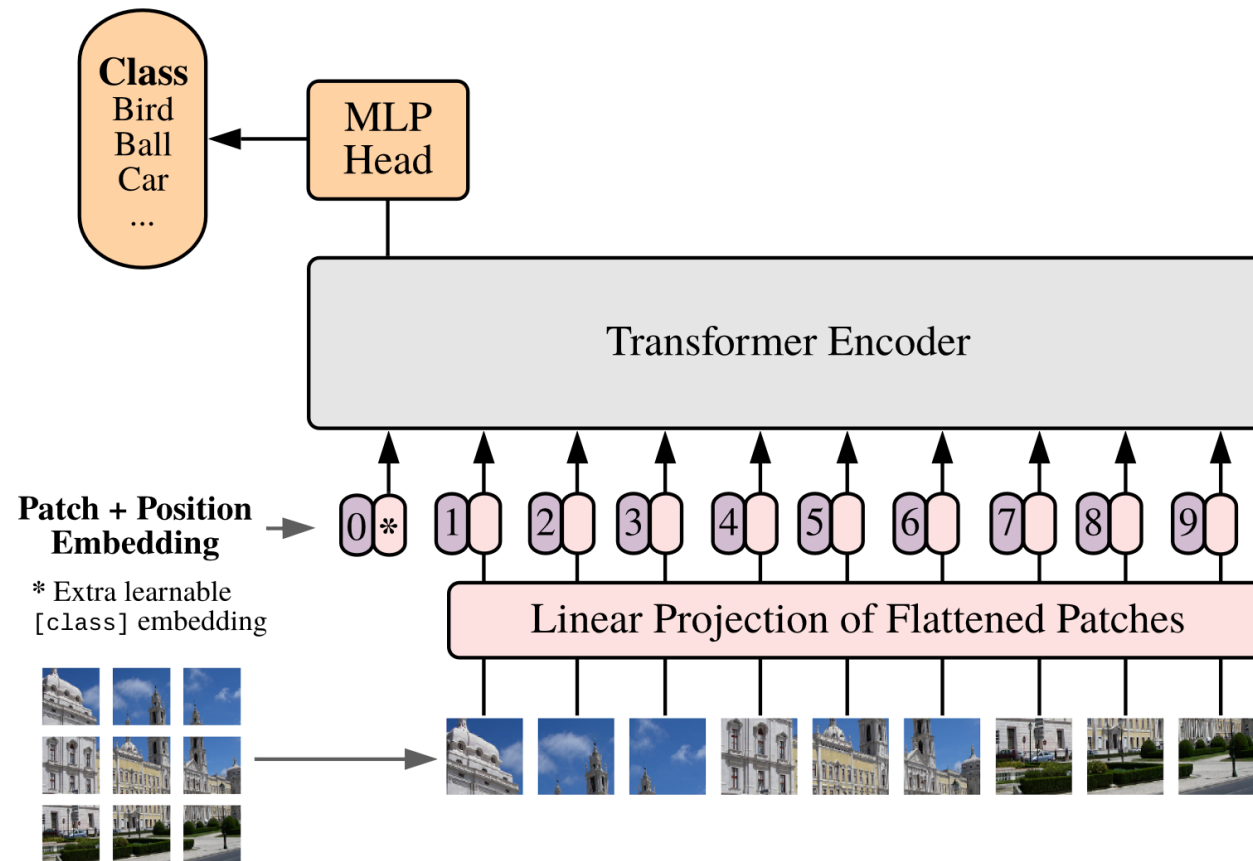 Class
Bird
Ball
Car
...
MLP
Head
Transformer Encoder
Patch + Position
Embedding
0 * 1 2 3 4 5 6 7 8 9
* Extra learnable
[class] embedding
Linear Projection of Flattened Patches